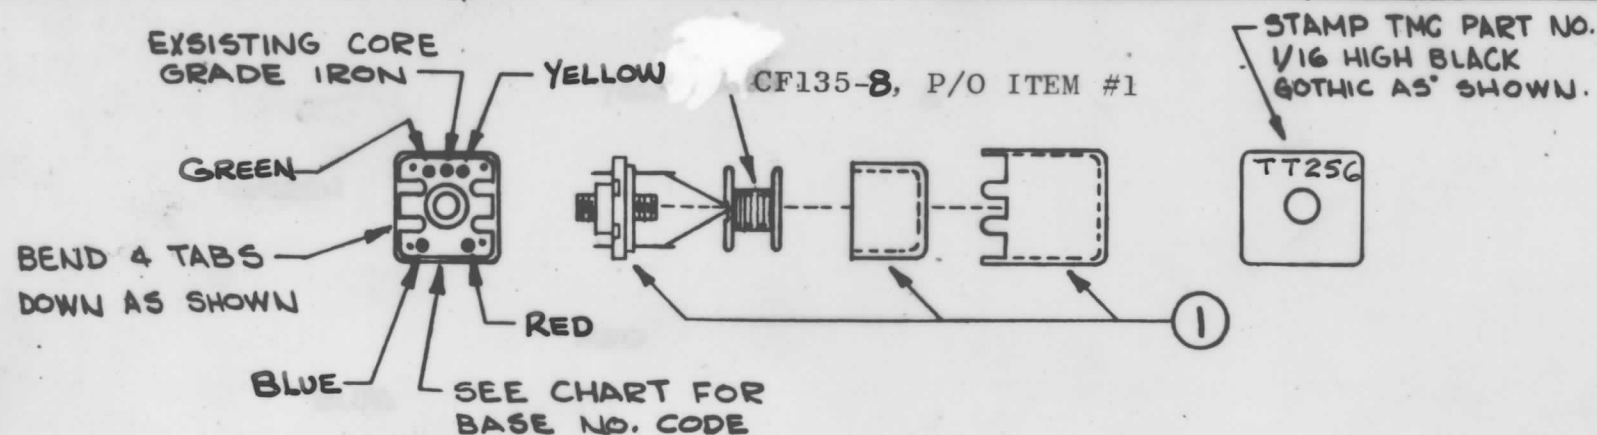 EXSISTING CORE
GRADE IRON
YELLOW
CF135-8, P/O ITEM #1
STAMP TMC PART NO.
1/16 HIGH BLACK
GOTHIC AS SHOWN.
GREEN
TT256
BEND 4 TABS
DOWN AS SHOWN
RED
1
BLUE
SEE CHART FOR
BASE NO. CODE